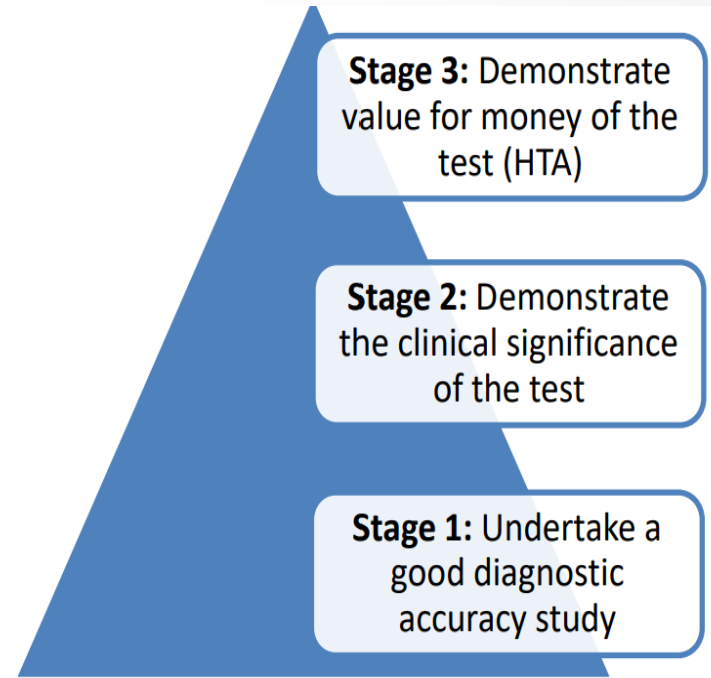 Stage 3: Demonstrate
value for money of the
test (HTA)
Stage 2: Demonstrate
the clinical significance
of the test
Stage 1: Undertake a
good diagnostic
accuracy study